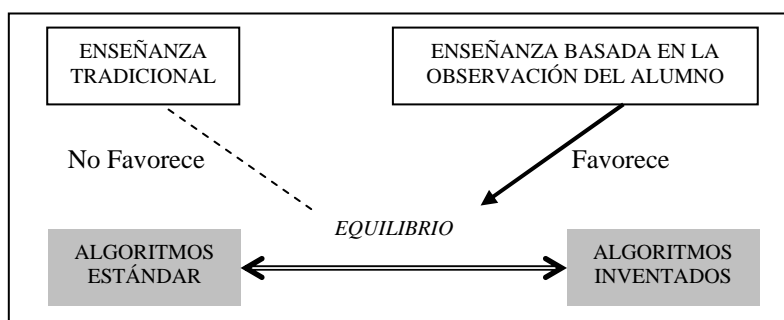 ENSEÑANZA
TRADICIONAL
ENSEÑANZA BASADA EN LA
OBSERVACIÓN DEL ALUMNO
No Favorece
Favorece
EQUILIBRIO
ALGORITMOS
ESTÁNDAR
ALGORITMOS
INVENTADOS